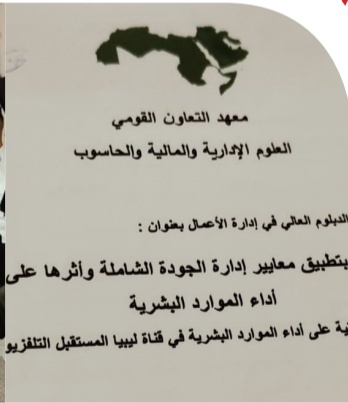 معهد التعاون القومي
العلوم الإدارية والمالية والحاسوب
الدبلوم العالي في إدارة الأعمال بعنوان :
بتطبيق معايير إدارة الجودة الشاملة وأثرها على
أداء الموارد البشرية
على أداء الموارد البشرية في قناة ليبيا المستقبل